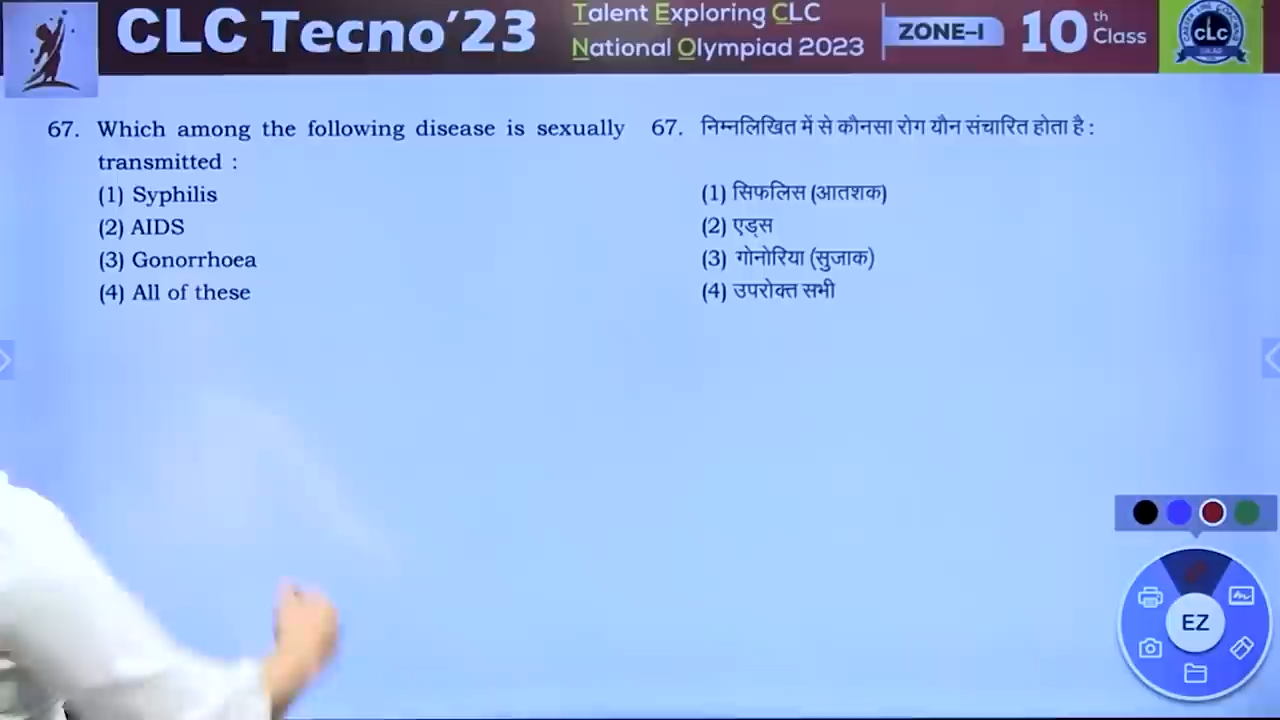 CLC Tecno'23
Talent Exploring CLC
National Olympiad 2023
ZONE-I
10th Class
CLC
67. Which among the following disease is sexually
transmitted :
(1) Syphilis
(2) AIDS
(3) Gonorrhoea
(4) All of these
67. निम्नलिखित में से कौनसा रोग यौन संचारित होता है :
(1) सिफलिस (आतशक)
(2) एड्स
(3) गोनोरिया (सुजाक)
(4) उपरोक्त सभी
EZ